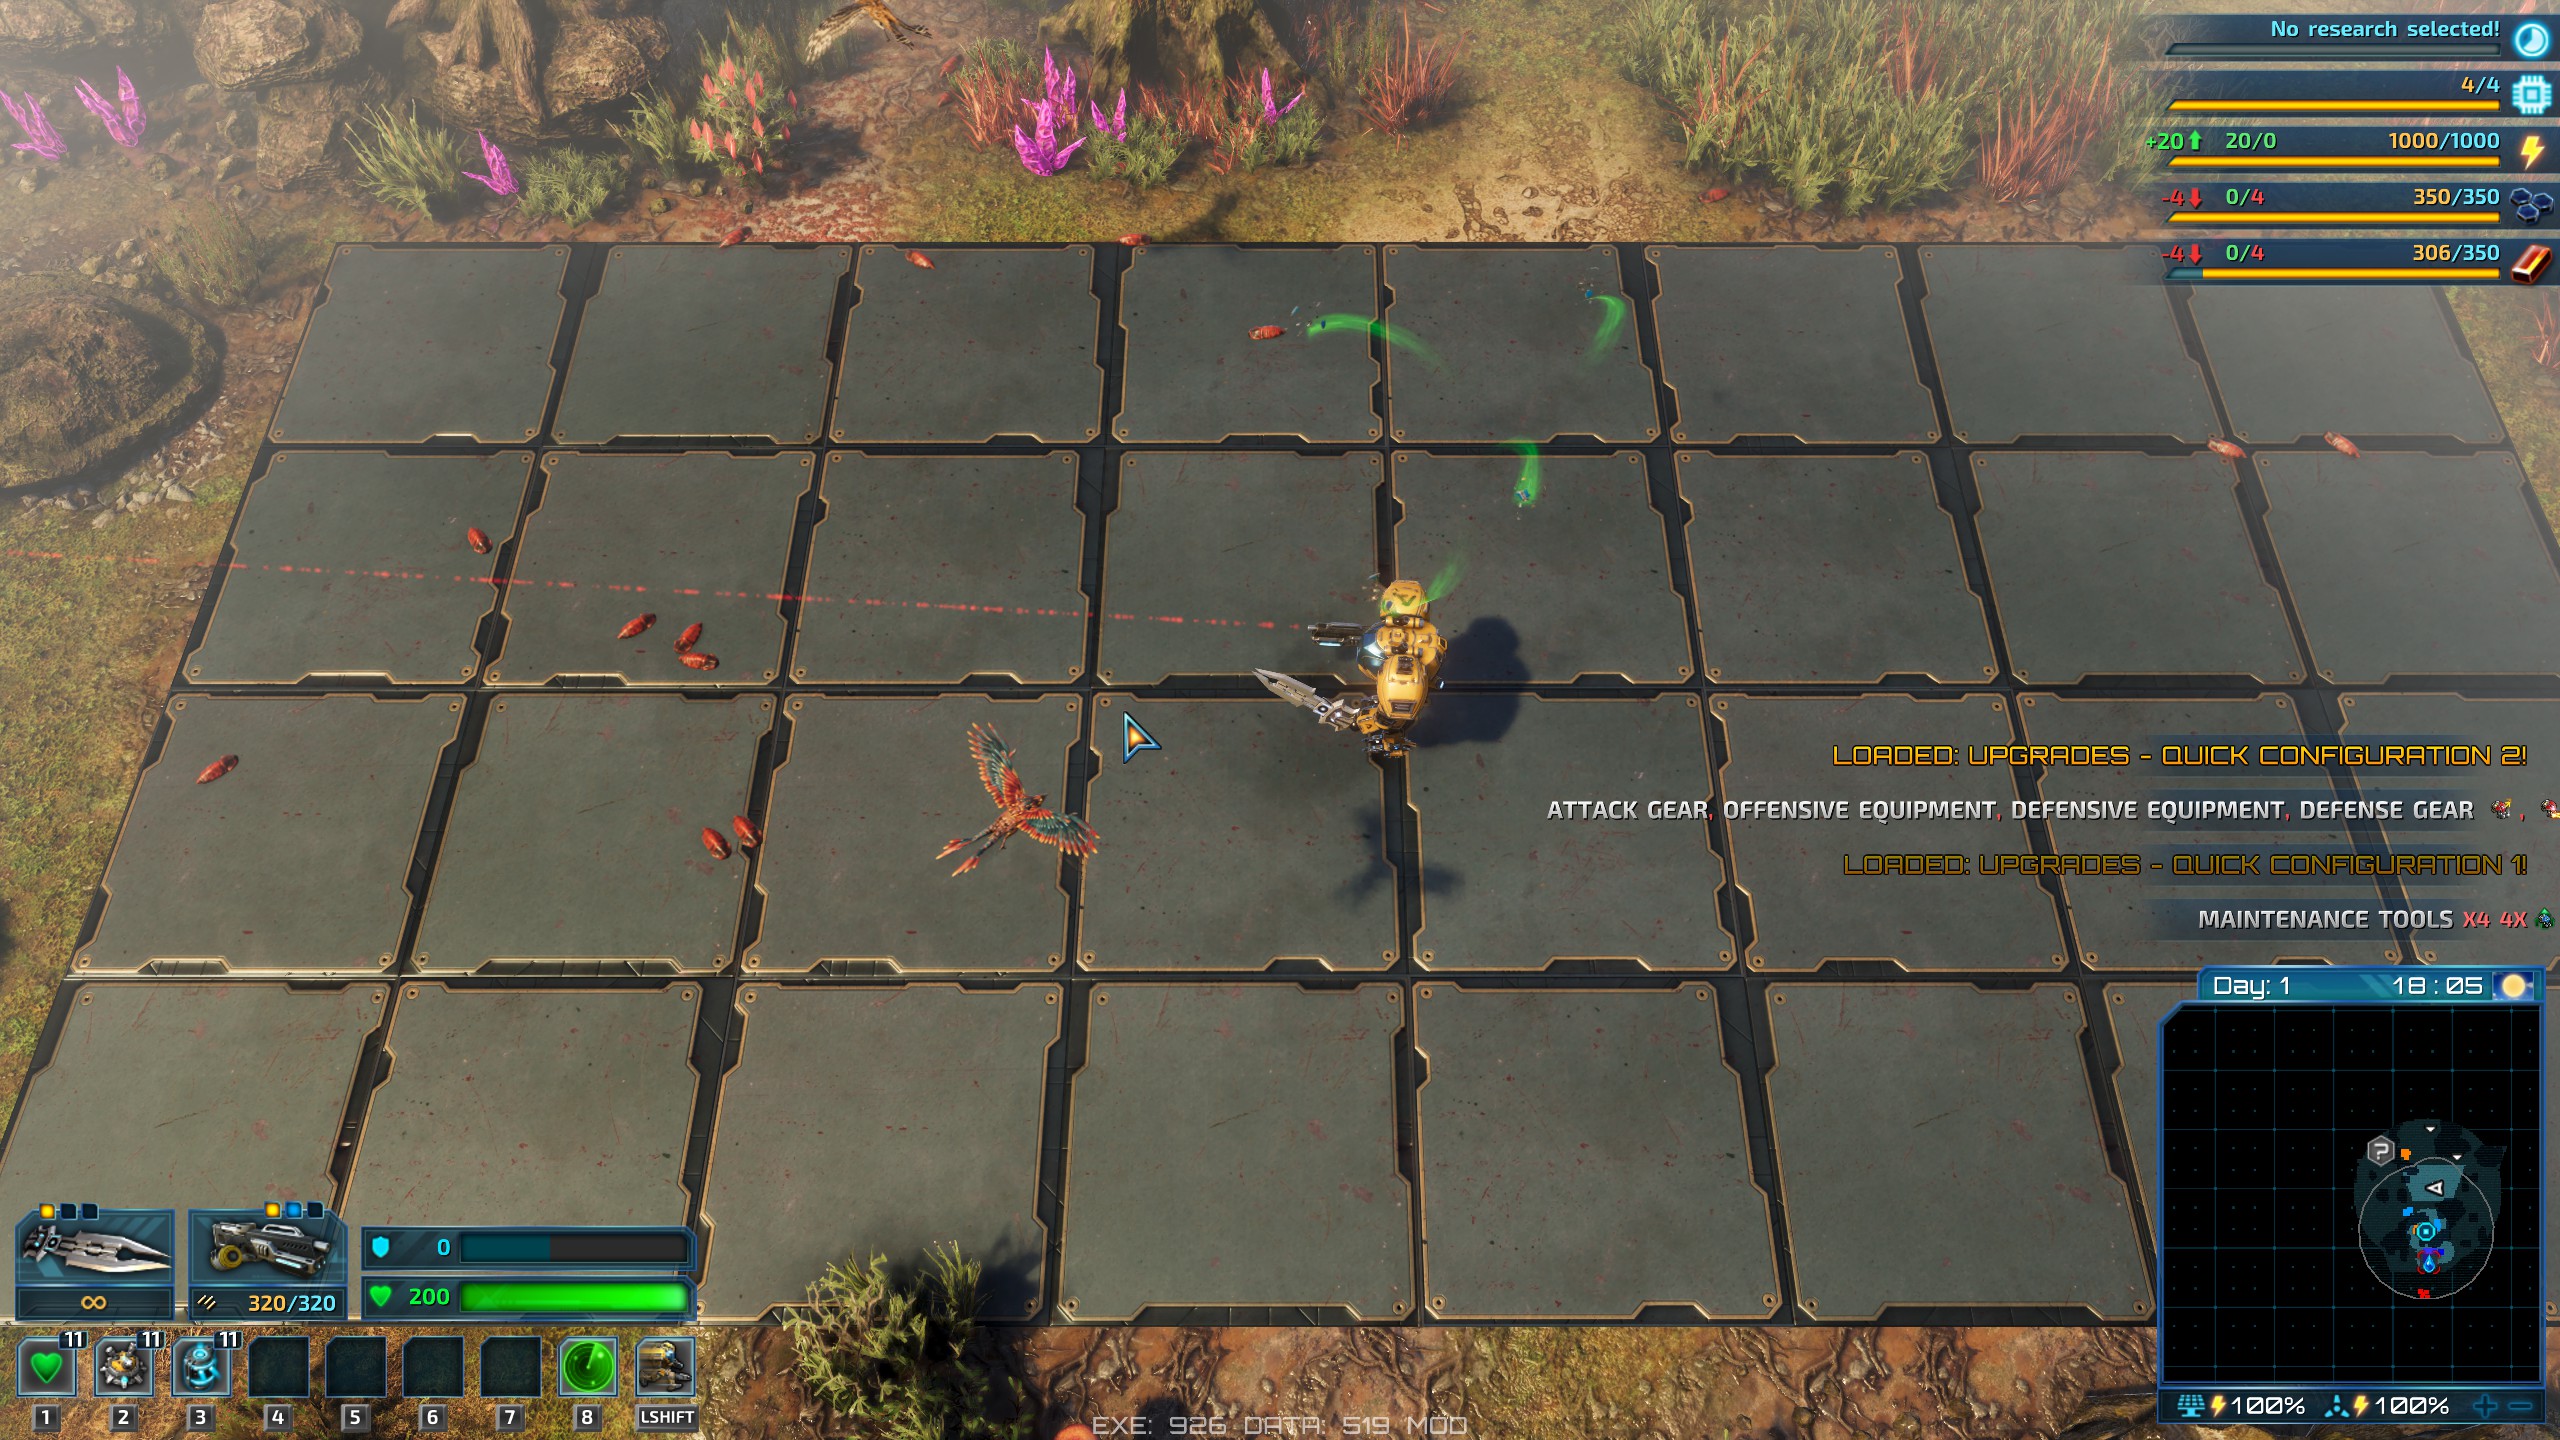 No research selected!
4/4
+20 20/0 1000/1000
-4 0/4 350/350
-4 0/4 306/350
LOADED: UPGRADES - QUICK CONFIGURATION 2!
ATTACK GEAR, OFFENSIVE EQUIPMENT, DEFENSIVE EQUIPMENT, DEFENSE GEAR ,
LOADED: UPGRADES - QUICK CONFIGURATION 1!
MAINTENANCE TOOLS X4 4X
Day: 1 18:05
?
0
∞ 320/320 200
11 11 11
1 2 3 4 5 6 7 8 LSHIFT
100% 100% + -
EXE: 926 DATA: 519 MOD